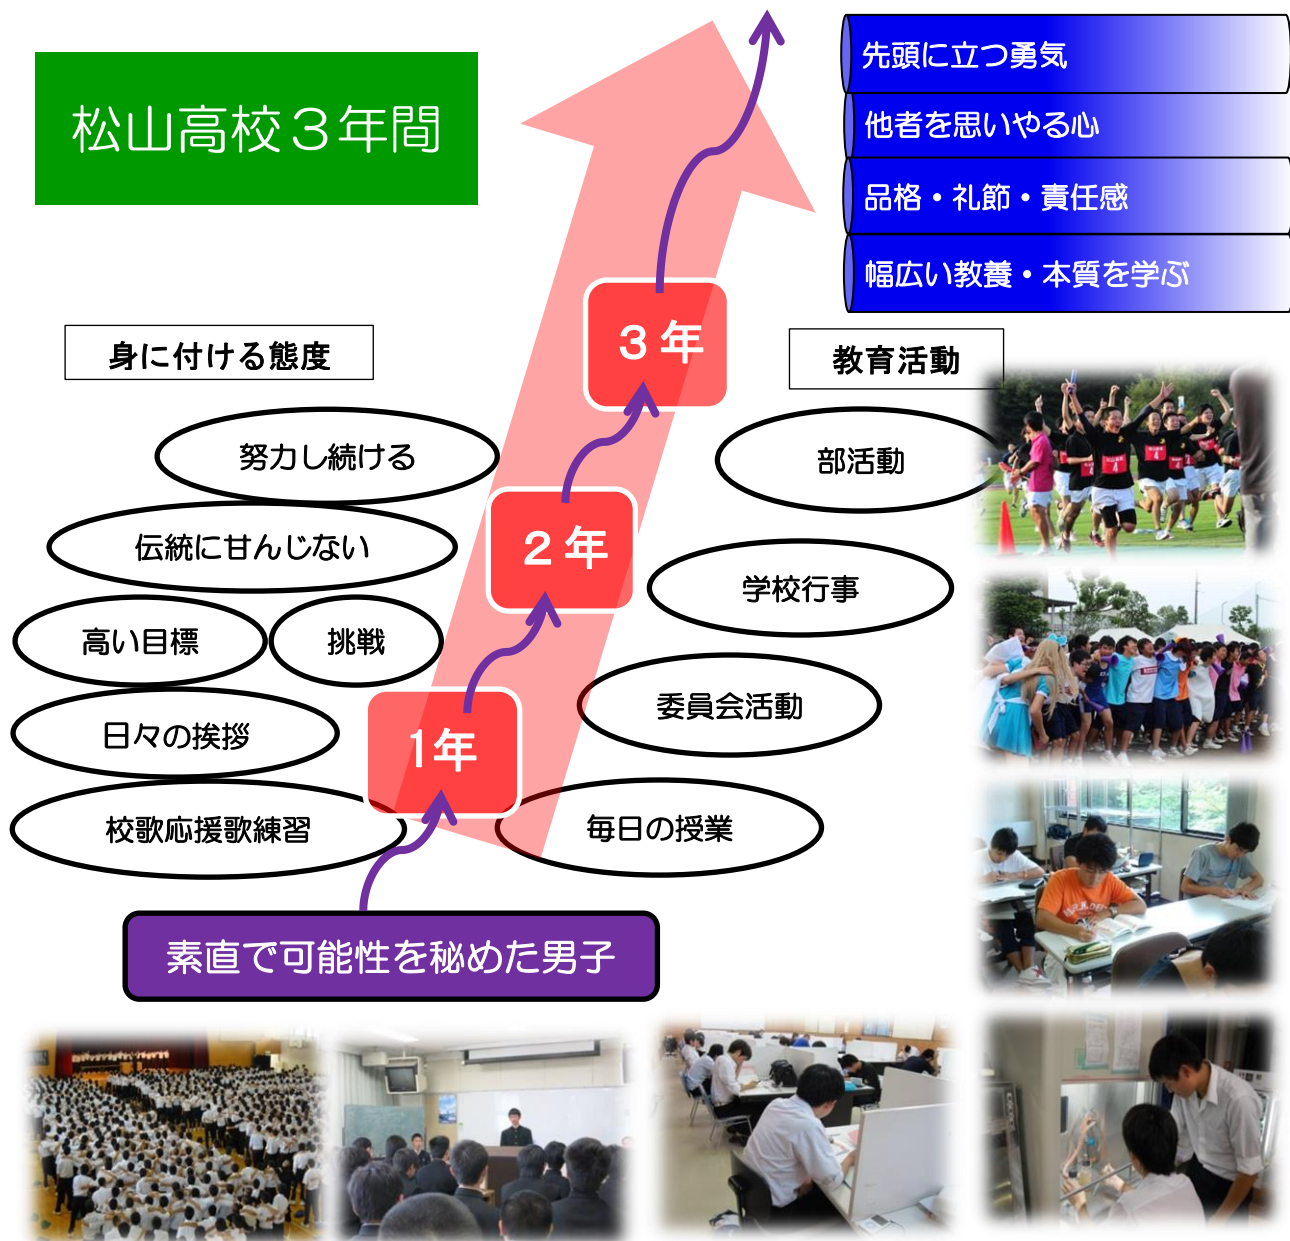 松山高校３年間
先頭に立つ勇気
他者を思いやる心
品格・礼節・責任感
幅広い教養・本質を学ぶ
身に付ける態度
教育活動
３年
２年
1年
努力し続ける
伝統に甘んじない
高い目標
挑戦
日々の挨拶
校歌応援歌練習
部活動
学校行事
委員会活動
毎日の授業
素直で可能性を秘めた男子
4
4